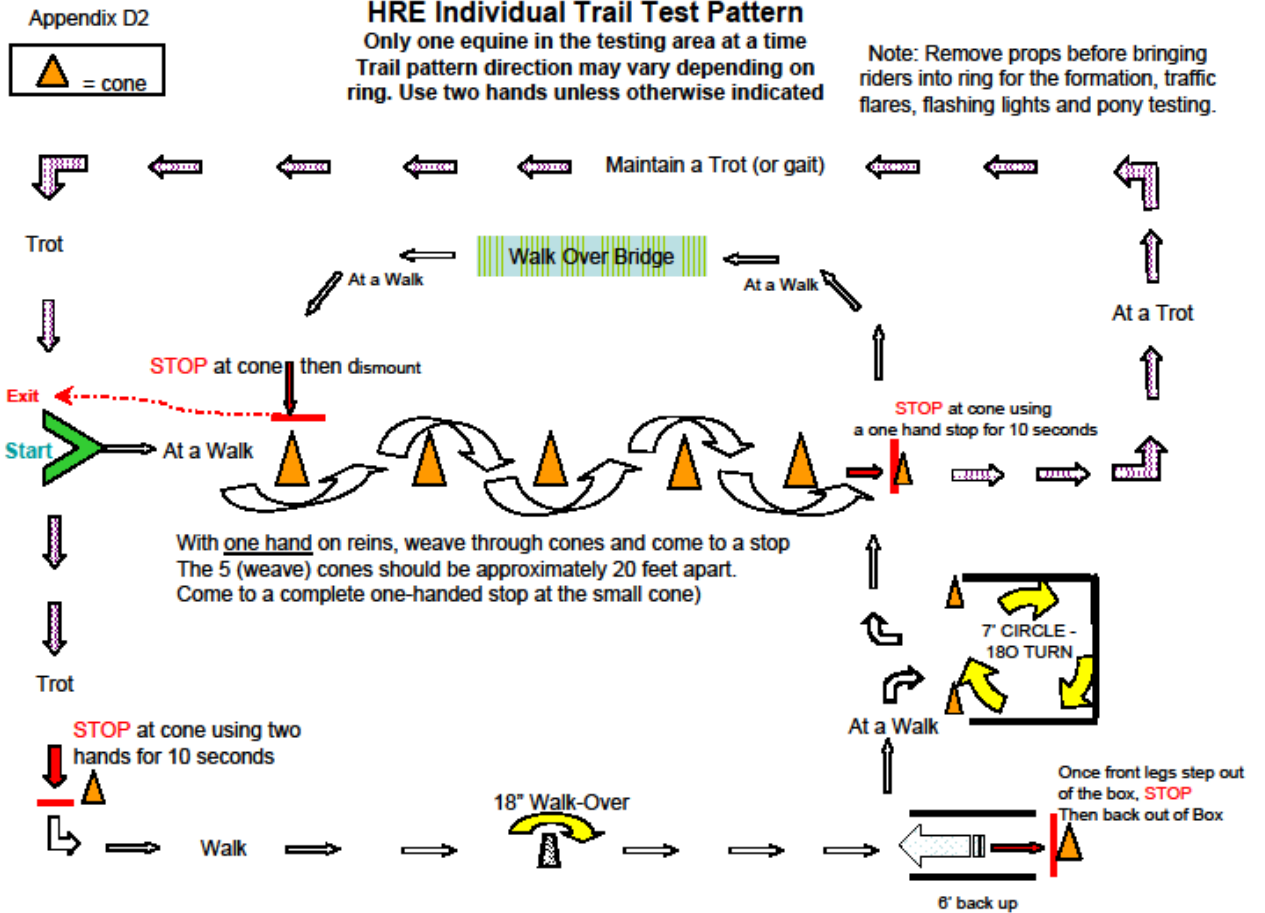 Appendix D2
= cone
HRE Individual Trail Test Pattern
Only one equine in the testing area at a time
Trail pattern direction may vary depending on
ring. Use two hands unless otherwise indicated
Note: Remove props before bringing
riders into ring for the formation, traffic
flares, flashing lights and pony testing.
Maintain a Trot (or gait)
Trot
Walk Over Bridge
At a Walk
At a Walk
At a Trot
STOP at cone then dismount
Exit
Start
At a Walk
STOP at cone using
a one hand stop for 10 seconds
With one hand on reins, weave through cones and come to a stop
The 5 (weave) cones should be approximately 20 feet apart.
Come to a complete one-handed stop at the small cone)
7' CIRCLE -
18O TURN
Trot
At a Walk
STOP at cone using two
hands for 10 seconds
18" Walk-Over
Walk
Once front legs step out
of the box, STOP
Then back out of Box
6' back up